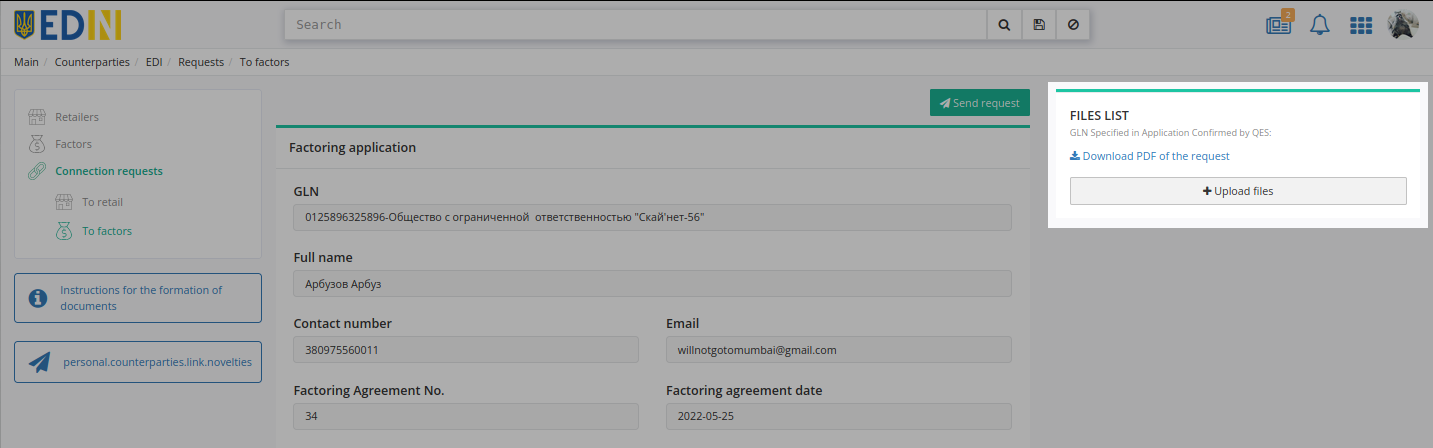 EDIN
Search
2
Main / Counterparties / EDI / Requests / To factors
Retailers
Factors
Connection requests
To retail
To factors
Instructions for the formation of
documents
personal.counterparties.link.novelties
Send request
Factoring application
GLN
0125896325896-Общество с ограниченной ответственностью "Скай'нет-56"
Full name
Арбузов Арбуз
Contact number
Email
380975560011
willnotgotomumbai@gmail.com
Factoring Agreement No.
Factoring agreement date
34
2022-05-25
FILES LIST
GLN Specified in Application Confirmed by QES:
Download PDF of the request
Upload files